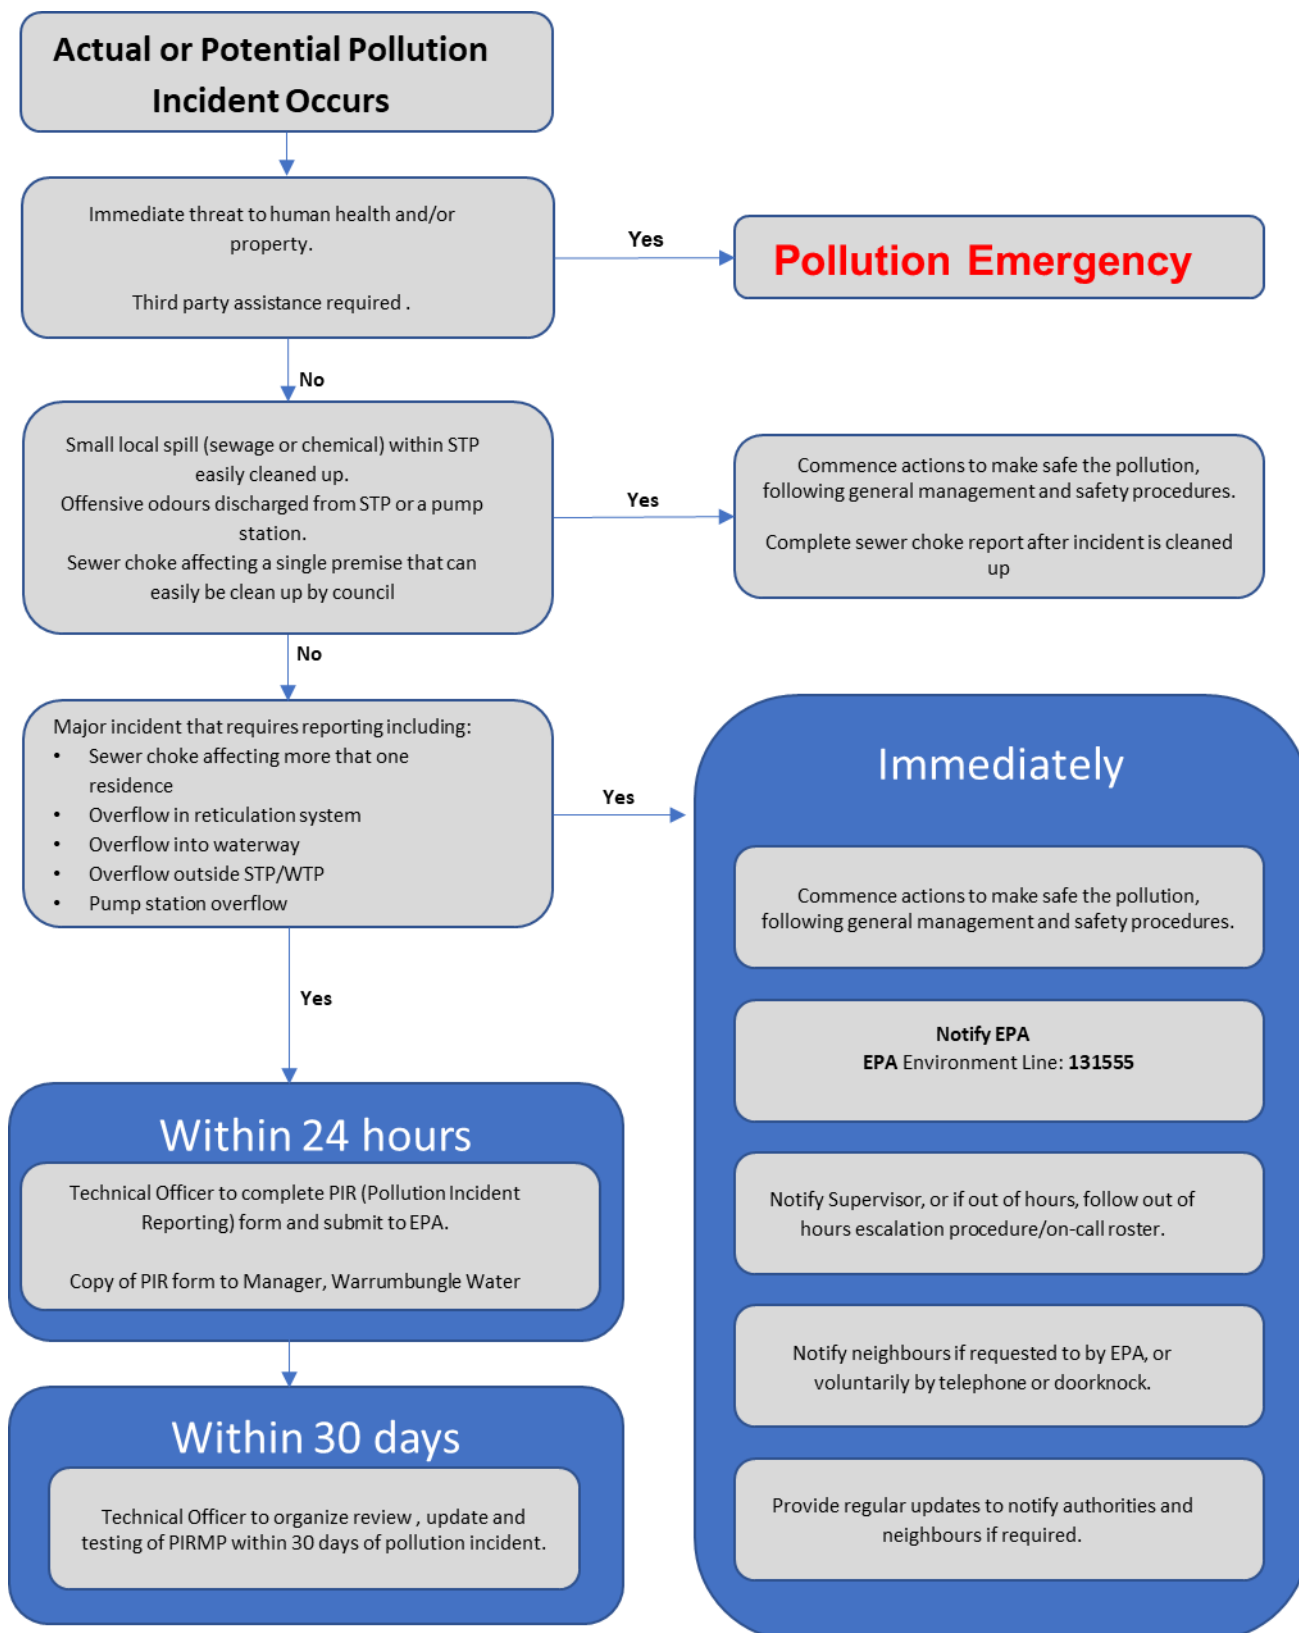 Actual or Potential Pollution
Incident Occurs
Immediate threat to human health and/or
property.
Third party assistance required .
Yes
Pollution Emergency
No
Small local spill (sewage or chemical) within STP
easily cleaned up.
Offensive odours discharged from STP or a pump
station.
Sewer choke affecting a single premise that can
easily be clean up by council
Yes
Commence actions to make safe the pollution,
following general management and safety procedures.
Complete sewer choke report after incident is cleaned
up
No
Major incident that requires reporting including:
• Sewer choke affecting more that one
residence
• Overflow in reticulation system
• Overflow into waterway
• Overflow outside STP/WTP
• Pump station overflow
Yes
Immediately
Commence actions to make safe the pollution,
following general management and safety procedures.
Notify EPA
EPA Environment Line: 131555
Notify Supervisor, or if out of hours, follow out of
hours escalation procedure/on-call roster.
Notify neighbours if requested to by EPA, or
voluntarily by telephone or doorknock.
Provide regular updates to notify authorities and
neighbours if required.
Yes
Within 24 hours
Technical Officer to complete PIR (Pollution Incident
Reporting) form and submit to EPA.
Copy of PIR form to Manager, Warrumbungle Water
Within 30 days
Technical Officer to organize review , update and
testing of PIRMP within 30 days of pollution incident.